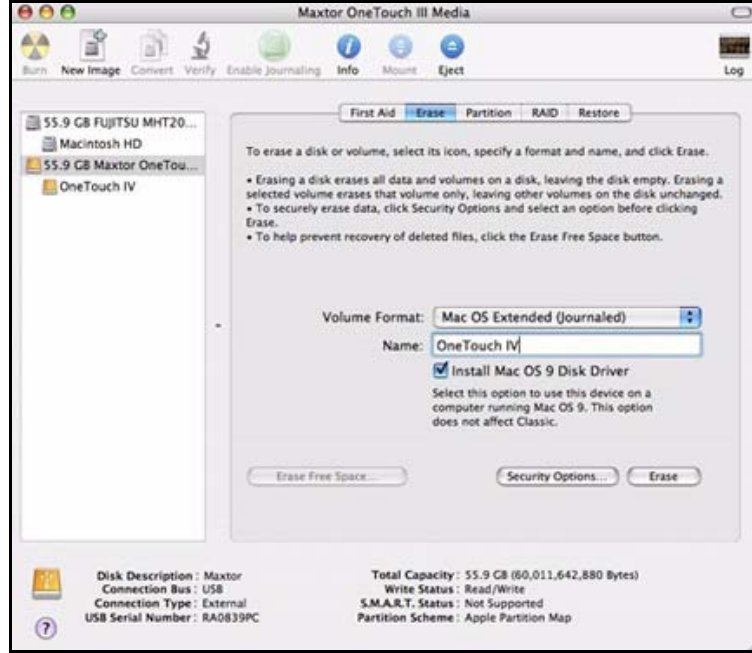 Maxtor OneTouch III Media
Burn New Image Convert Verify Enable Journaling Info Mount Eject Log
First Aid Erase Partition RAID Restore
55.9 GB FUJITSU MHT20...
Macintosh HD
55.9 GB Maxtor OneTou...
OneTouch IV
To erase a disk or volume, select its icon, specify a format and name, and click Erase.
• Erasing a disk erases all data and volumes on a disk, leaving the disk empty. Erasing a
selected volume erases that volume only, leaving other volumes on the disk unchanged.
• To securely erase data, click Security Options and select an option before clicking
Erase.
• To help prevent recovery of deleted files, click the Erase Free Space button.
Volume Format: Mac OS Extended (Journaled)
Name: OneTouch IV
Install Mac OS 9 Disk Driver
Select this option to use this device on a
computer running Mac OS 9. This option
does not affect Classic.
Erase Free Space... Security Options... Erase
Disk Description : Maxtor
Connection Bus : USB
Connection Type : External
USB Serial Number : RA0839PC
Total Capacity : 55.9 GB (60,011,642,880 Bytes)
Write Status : Read/Write
S.M.A.R.T. Status : Not Supported
Partition Scheme : Apple Partition Map
?